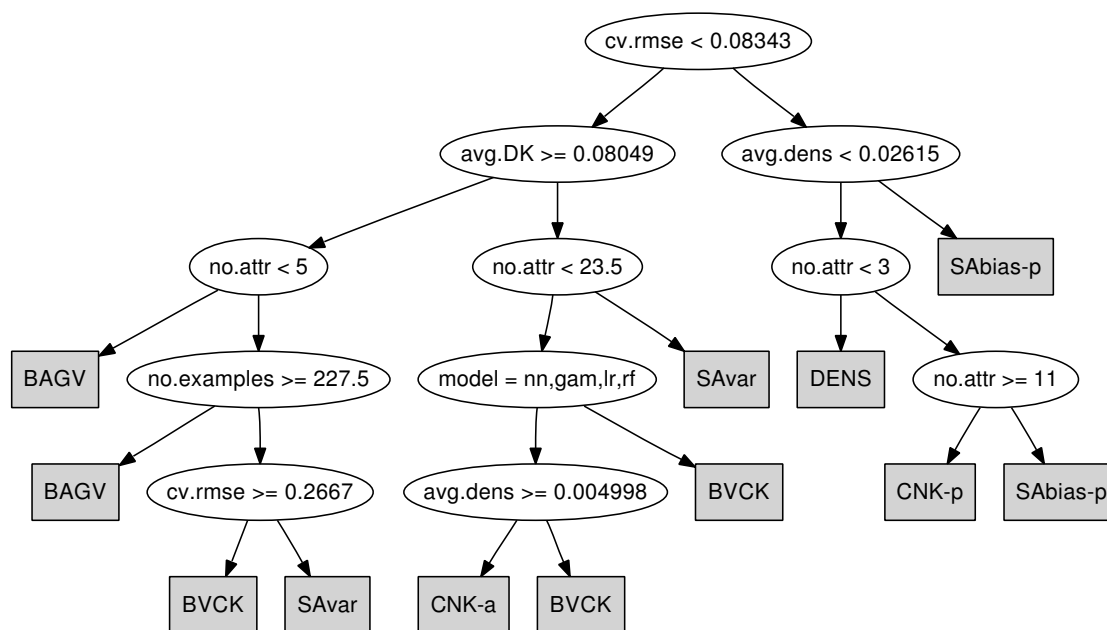 cv.rmse < 0.08343
avg.DK >= 0.08049
avg.dens < 0.02615
no.attr < 5
no.attr < 23.5
no.attr < 3
SAbias-p
BAGV
no.examples >= 227.5
model = nn,gam,lr,rf
SAvar
DENS
no.attr >= 11
BAGV
cv.rmse >= 0.2667
avg.dens >= 0.004998
BVCK
CNK-p
SAbias-p
BVCK
SAvar
CNK-a
BVCK